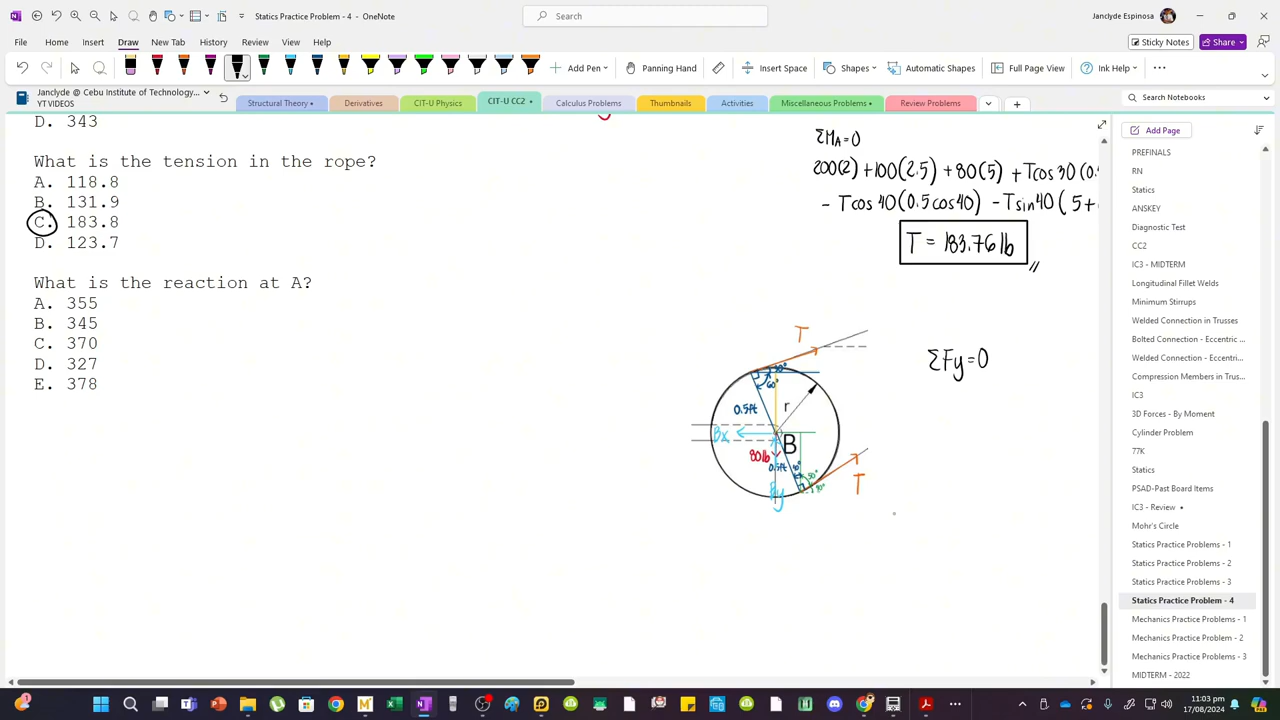 Statics Practice Problem - 4 - OneNote
Search
Janclyde Espinosa
File Home Insert Draw New Tab History Review View Help
Sticky Notes
Share
Add Pen
Panning Hand
Insert Space
Shapes
Automatic Shapes
Full Page View
Ink Help
Janclyde @ Cebu Institute of Technology...
YT VIDEOS
Structural Theory
Derivatives
CIT-U Physics
CIT-U CC2
Calculus Problems
Thumbnails
Activities
Miscellaneous Problems
Review Problems
Search Notebooks
D. 343
What is the tension in the rope?
A. 118.8
B. 131.9
C. 183.8
D. 123.7
What is the reaction at A?
A. 355
B. 345
C. 370
D. 327
E. 378
ΣMA=0
200(2)+100(2.5)+80(5)+Tcos30(0.
- Tcos40(0.5cos40) -Tsin40(5+
T = 183.76 lb
ΣFy=0
T
60°
0.5ft
r
Bx
B
80lb
0.5ft
By
T
Add Page
PREFINALS
RN
Statics
ANSKEY
Diagnostic Test
CC2
IC3 - MIDTERM
Longitudinal Fillet Welds
Minimum Stirrups
Welded Connection in Trusses
Bolted Connection - Eccentric ...
Welded Connection - Eccentri...
Compression Members in Trus...
IC3
3D Forces - By Moment
Cylinder Problem
77K
Statics
PSAD-Past Board Items
IC3 - Review
Mohr's Circle
Statics Practice Problems - 1
Statics Practice Problems - 2
Statics Practice Problems - 3
Statics Practice Problem - 4
Mechanics Practice Problems - 1
Mechanics Practice Problem - 2
Mechanics Practice Problems - 3
MIDTERM - 2022
11:03 pm
17/08/2024